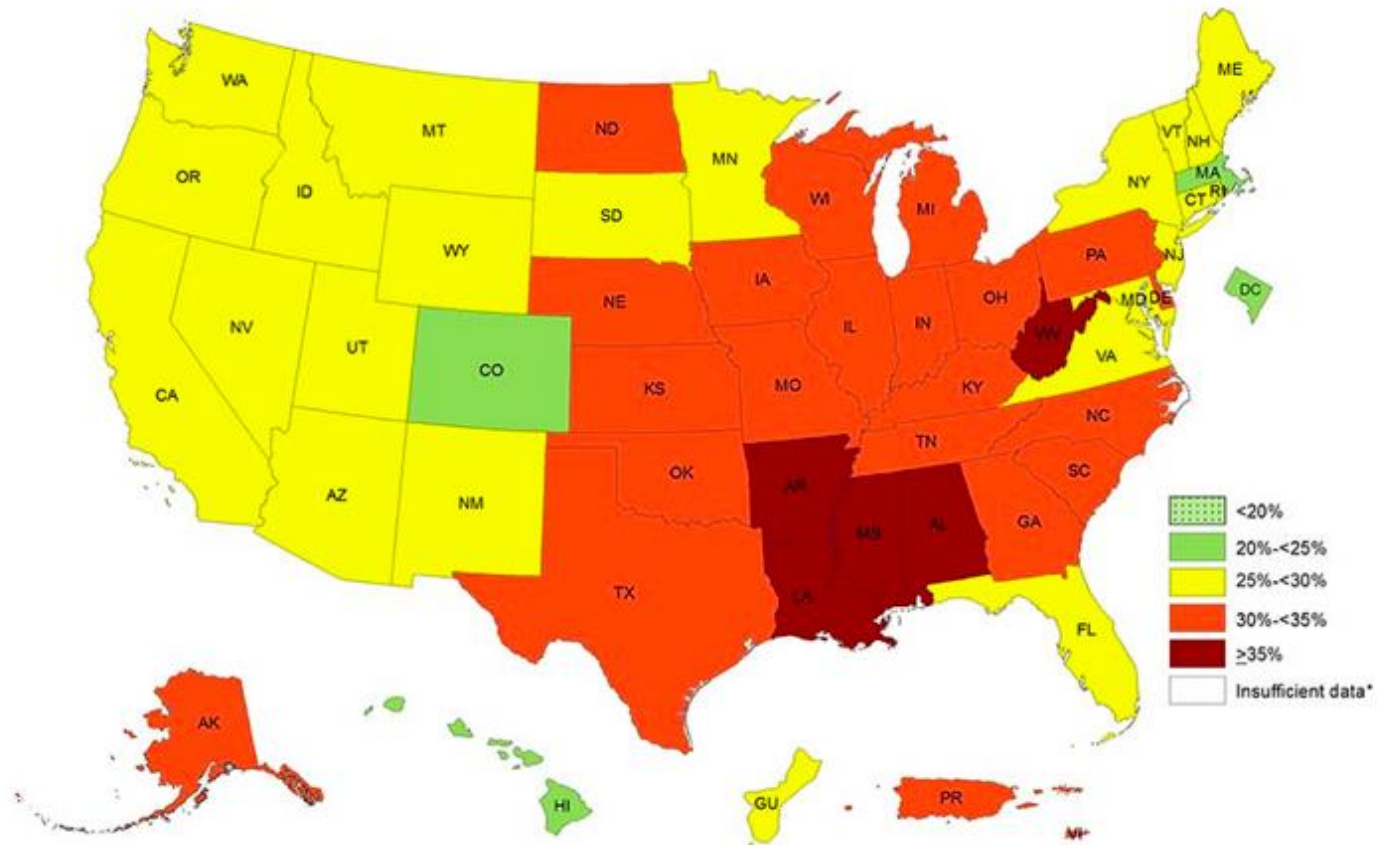 WA
MT
ND
MN
ME
VT
NH
OR
ID
SD
WI
MI
NY
MA
CT
RI
WY
IA
PA
NJ
NE
OH
MD
DE
DC
NV
UT
CO
IL
IN
WV
VA
CA
KS
MO
KY
NC
TN
OK
AR
SC
AZ
NM
MS
AL
GA
TX
LA
FL
<20%
20%-<25%
25%-<30%
30%-<35%
≥35%
Insufficient data*
AK
HI
GU
PR
VI